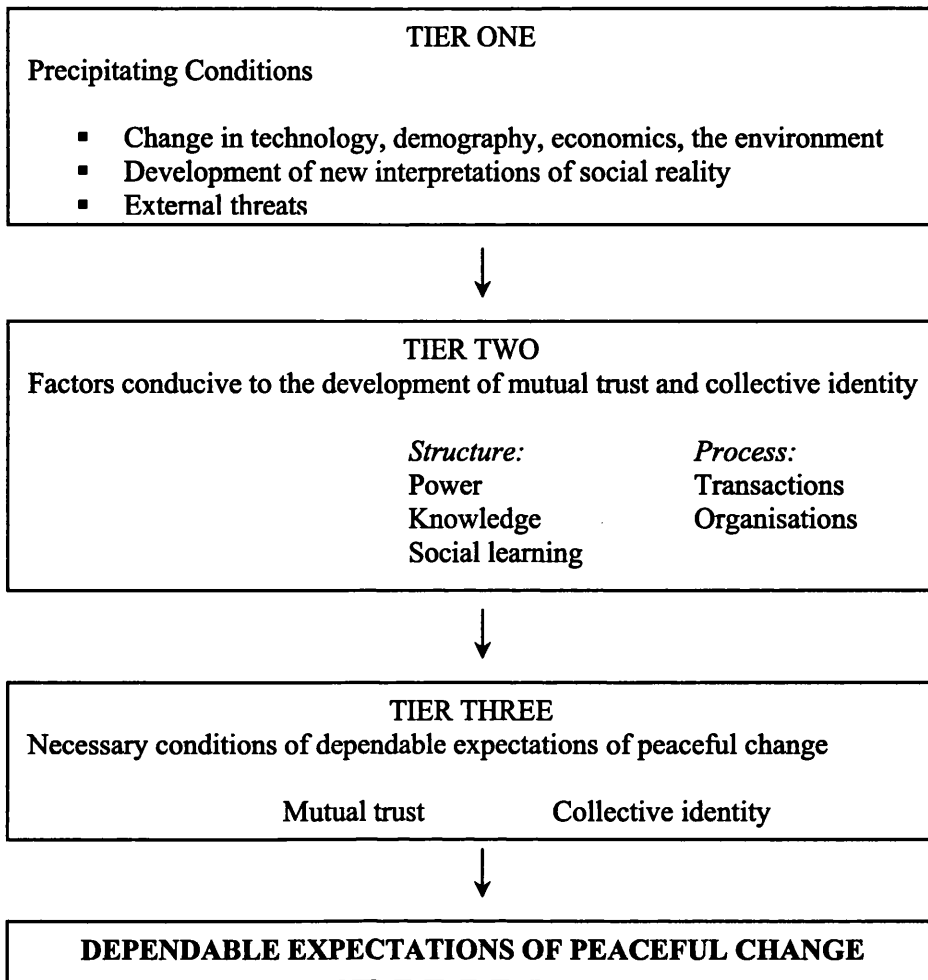 TIER ONE
Precipitating Conditions
▪ Change in technology, demography, economics, the environment
▪ Development of new interpretations of social reality
▪ External threats
TIER TWO
Factors conducive to the development of mutual trust and collective identity
Structure: Process:
Power Transactions
Knowledge Organisations
Social learning
TIER THREE
Necessary conditions of dependable expectations of peaceful change
Mutual trust Collective identity
DEPENDABLE EXPECTATIONS OF PEACEFUL CHANGE